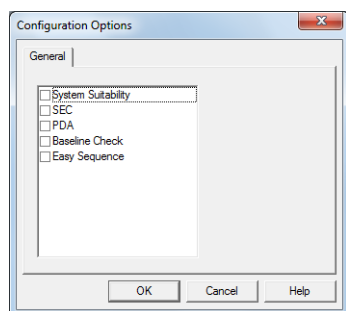 Configuration Options
x
General
System Suitability
SEC
PDA
Baseline Check
Easy Sequence
OK Cancel Help